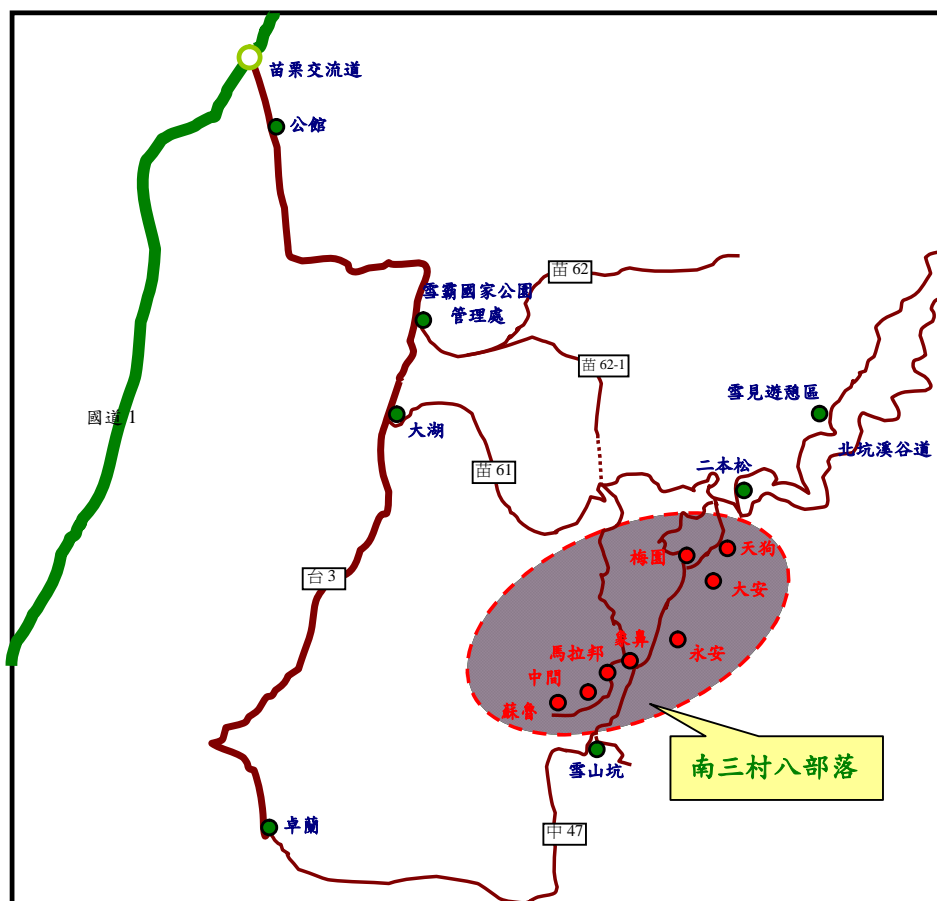 苗栗交流道
公館
苗 62
雪霸國家公園
管理處
苗 62-1
雪見遊憩區
國道 1
大湖
北坑溪谷道
二本松
苗 61
天狗
梅園
台 3
大安
象鼻
永安
馬拉邦
中間
蘇魯
南三村八部落
雪山坑
卓蘭
中 47